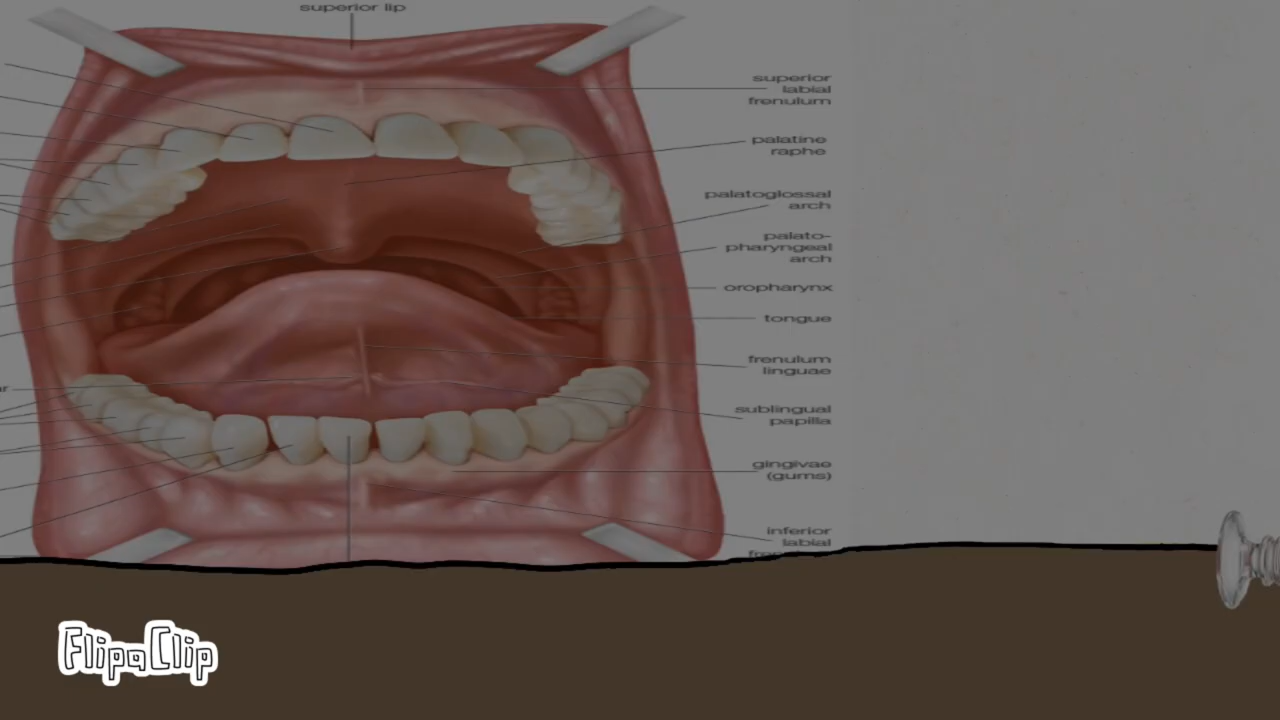 superior lip
superior
labial
frenulum
palatine
raphe
palatoglossal
arch
palato-
pharyngeal
arch
oropharynx
tongue
frenulum
linguae
sublingual
papilla
gingivae
(gums)
inferior
labial
FlipaClip